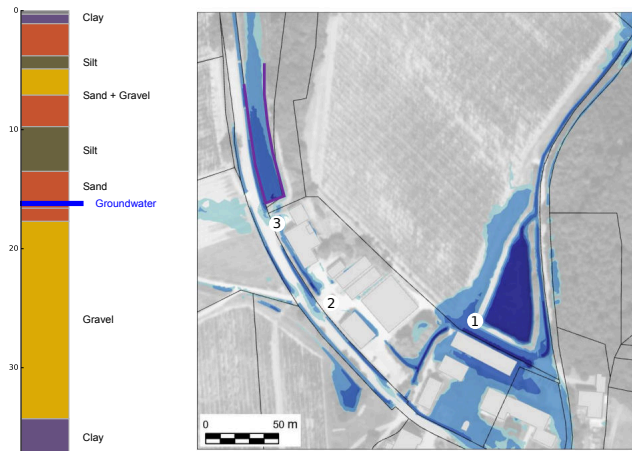 0
Clay
Silt
Sand + Gravel
10
Silt
Sand
Groundwater
20
Gravel
30
Clay
3
2
1
0 50 m